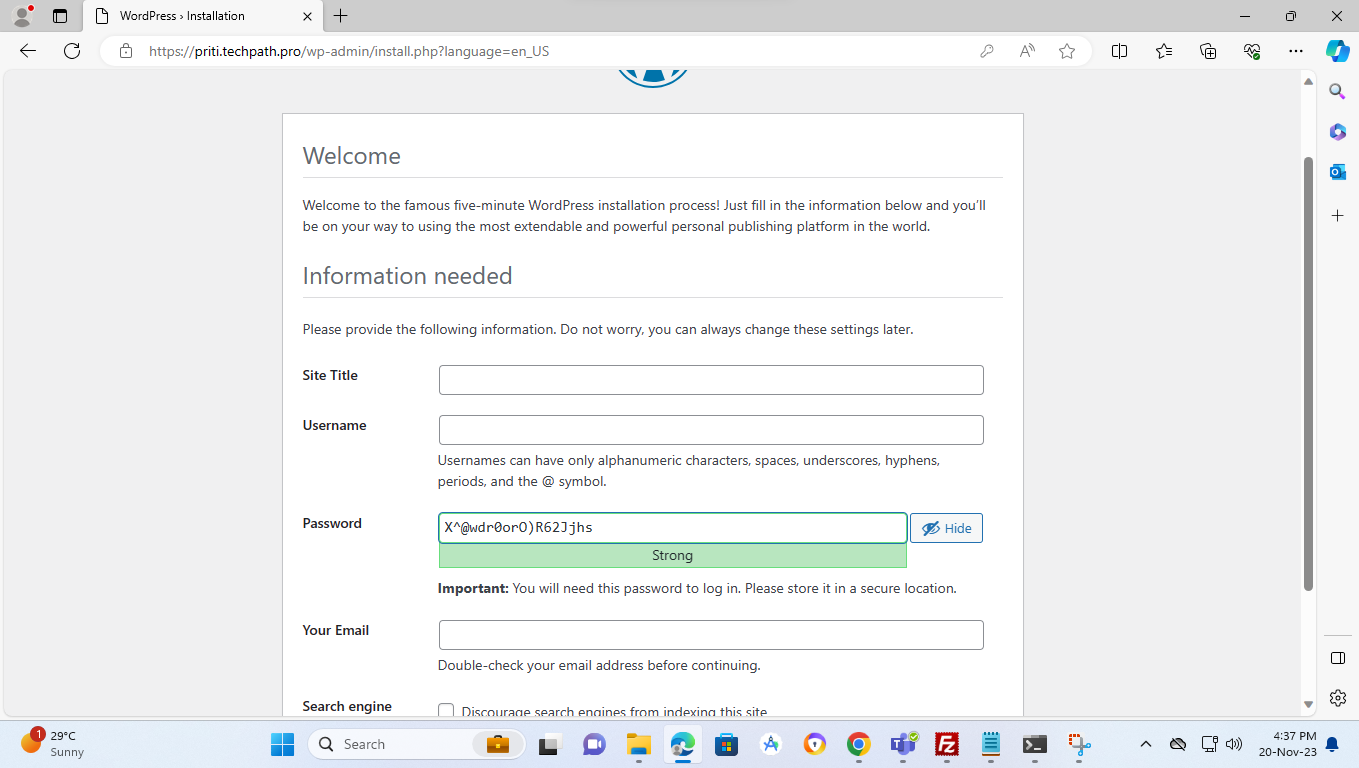 WordPress › Installation
https://priti.techpath.pro/wp-admin/install.php?language=en_US
Welcome
Welcome to the famous five-minute WordPress installation process! Just fill in the information below and you’ll
be on your way to using the most extendable and powerful personal publishing platform in the world.
Information needed
Please provide the following information. Do not worry, you can always change these settings later.
Site Title
Username
Usernames can have only alphanumeric characters, spaces, underscores, hyphens,
periods, and the @ symbol.
Password
X^@wdr0orO)R62Jjhs
Hide
Strong
Important: You will need this password to log in. Please store it in a secure location.
Your Email
Double-check your email address before continuing.
Search engine
Discourage search engines from indexing this site
1
29°C
Sunny
Search
4:37 PM
20-Nov-23